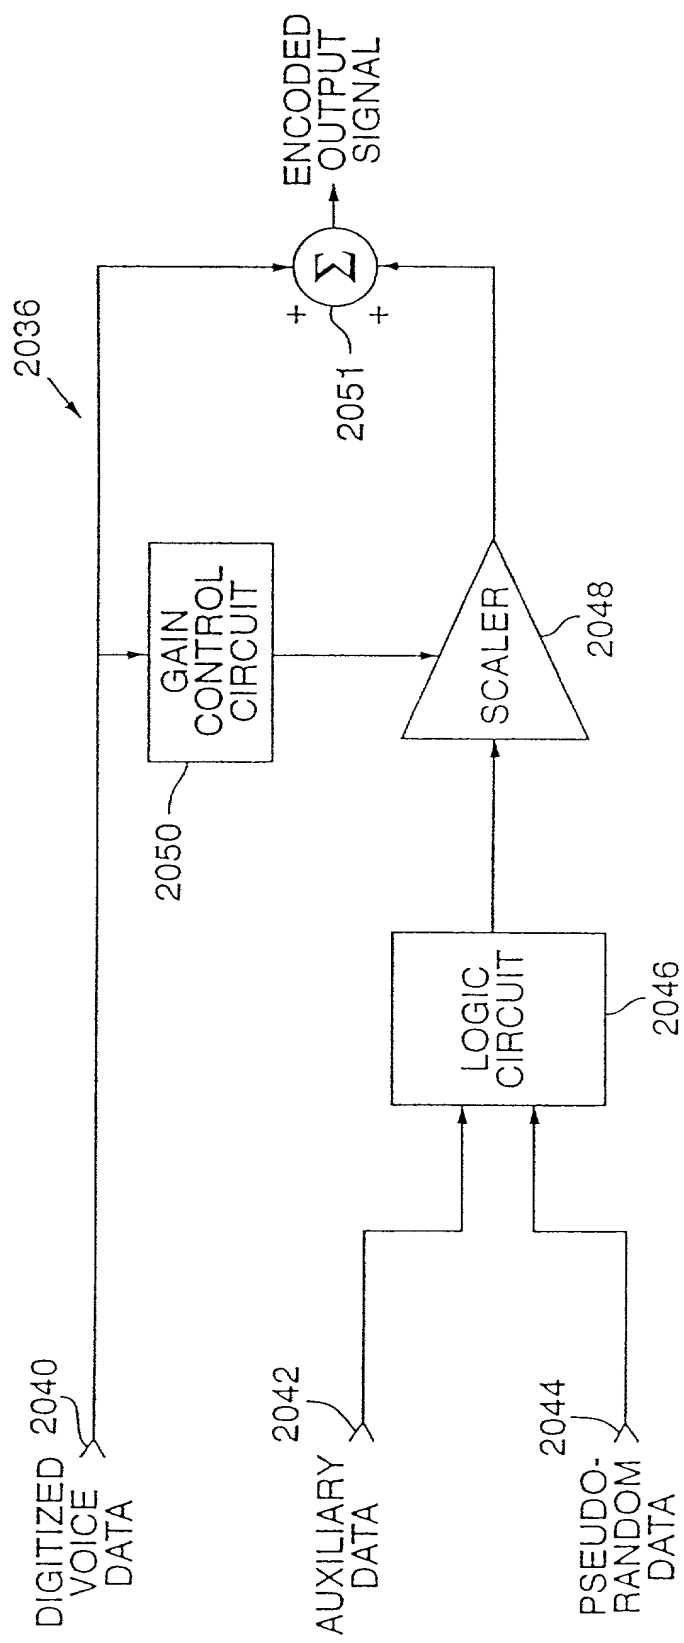 2036
DIGITIZED
VOICE
DATA
2040
GAIN
CONTROL
CIRCUIT
2050
+
Σ
+
2051
ENCODED
OUTPUT
SIGNAL
AUXILIARY
DATA
2042
LOGIC
CIRCUIT
2046
SCALER
2048
PSEUDO-
RANDOM
DATA
2044